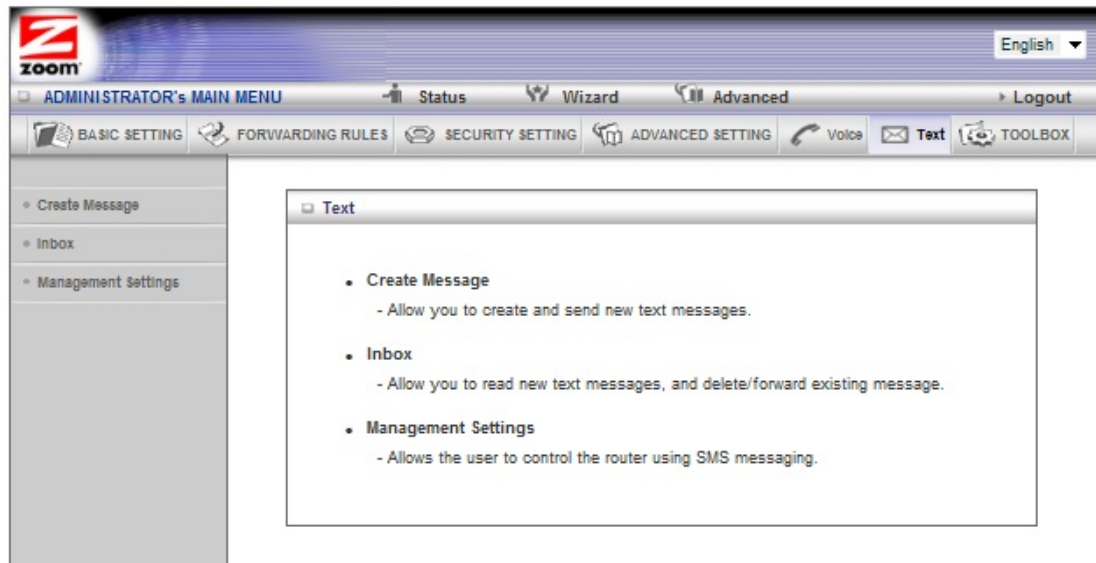 zoom
English
ADMINISTRATOR's MAIN MENU Status Wizard Advanced Logout
BASIC SETTING FORWARDING RULES SECURITY SETTING ADVANCED SETTING Voice Text TOOLBOX
Create Message
Inbox
Management Settings
Text
Create Message
- Allow you to create and send new text messages.
Inbox
- Allow you to read new text messages, and delete/forward existing message.
Management Settings
- Allows the user to control the router using SMS messaging.